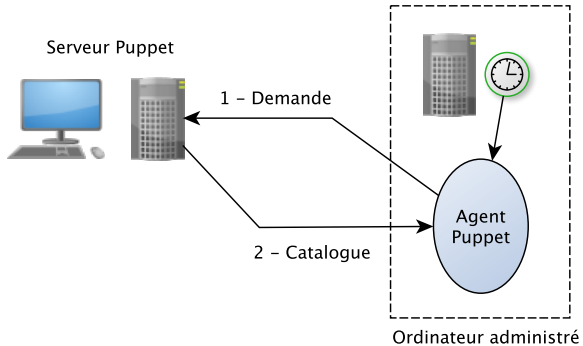 Serveur Puppet
1 – Demande
Agent
Puppet
2 – Catalogue
Ordinateur administré